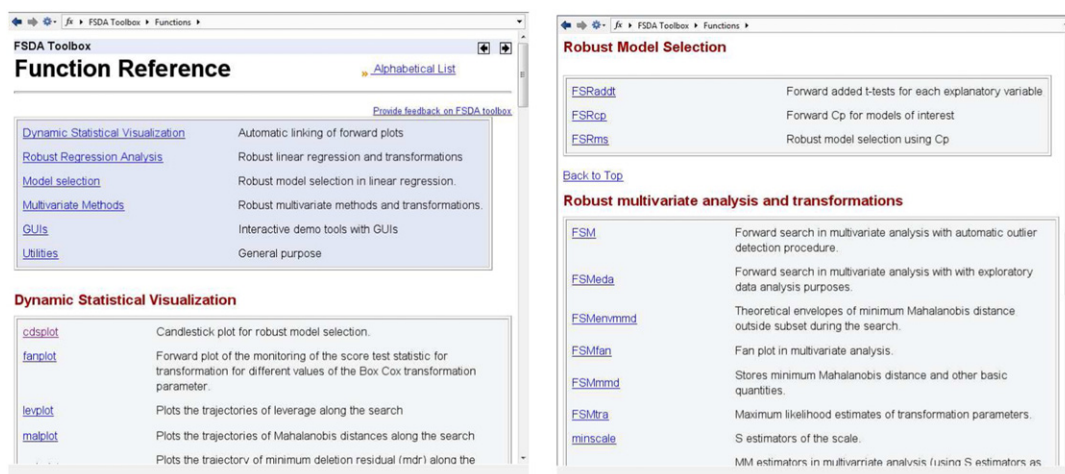 fx ▸ FSDA Toolbox ▸ Functions ▸
FSDA Toolbox
Function Reference
» Alphabetical List
Provide feedback on FSDA toolbox
Dynamic Statistical Visualization Automatic linking of forward plots
Robust Regression Analysis Robust linear regression and transformations
Model selection Robust model selection in linear regression.
Multivariate Methods Robust multivariate methods and transformations.
GUIs Interactive demo tools with GUIs
Utilities General purpose
Dynamic Statistical Visualization
cdsplot Candlestick plot for robust model selection.
fanplot Forward plot of the monitoring of the score test statistic for
transformation for different values of the Box Cox transformation
parameter.
levplot Plots the trajectories of leverage along the search
malplot Plots the trajectories of Mahalanobis distances along the search
Plots the trajectory of minimum deletion residual (mdr) along the
fx ▸ FSDA Toolbox ▸ Functions ▸
Robust Model Selection
FSRaddt Forward added t-tests for each explanatory variable
FSRcp Forward Cp for models of interest
FSRms Robust model selection using Cp
Back to Top
Robust multivariate analysis and transformations
FSM Forward search in multivariate analysis with automatic outlier
detection procedure.
FSMeda Forward search in multivariate analysis with with exploratory
data analysis purposes.
FSMenvmmd Theoretical envelopes of minimum Mahalanobis distance
outside subset during the search.
FSMfan Fan plot in multivariate analysis.
FSMmmd Stores minimum Mahalanobis distance and other basic
quantities.
FSMtra Maximum likelihood estimates of transformation parameters.
minscale S estimators of the scale.
MM estimators in multivarriate analysis (using S estimators as